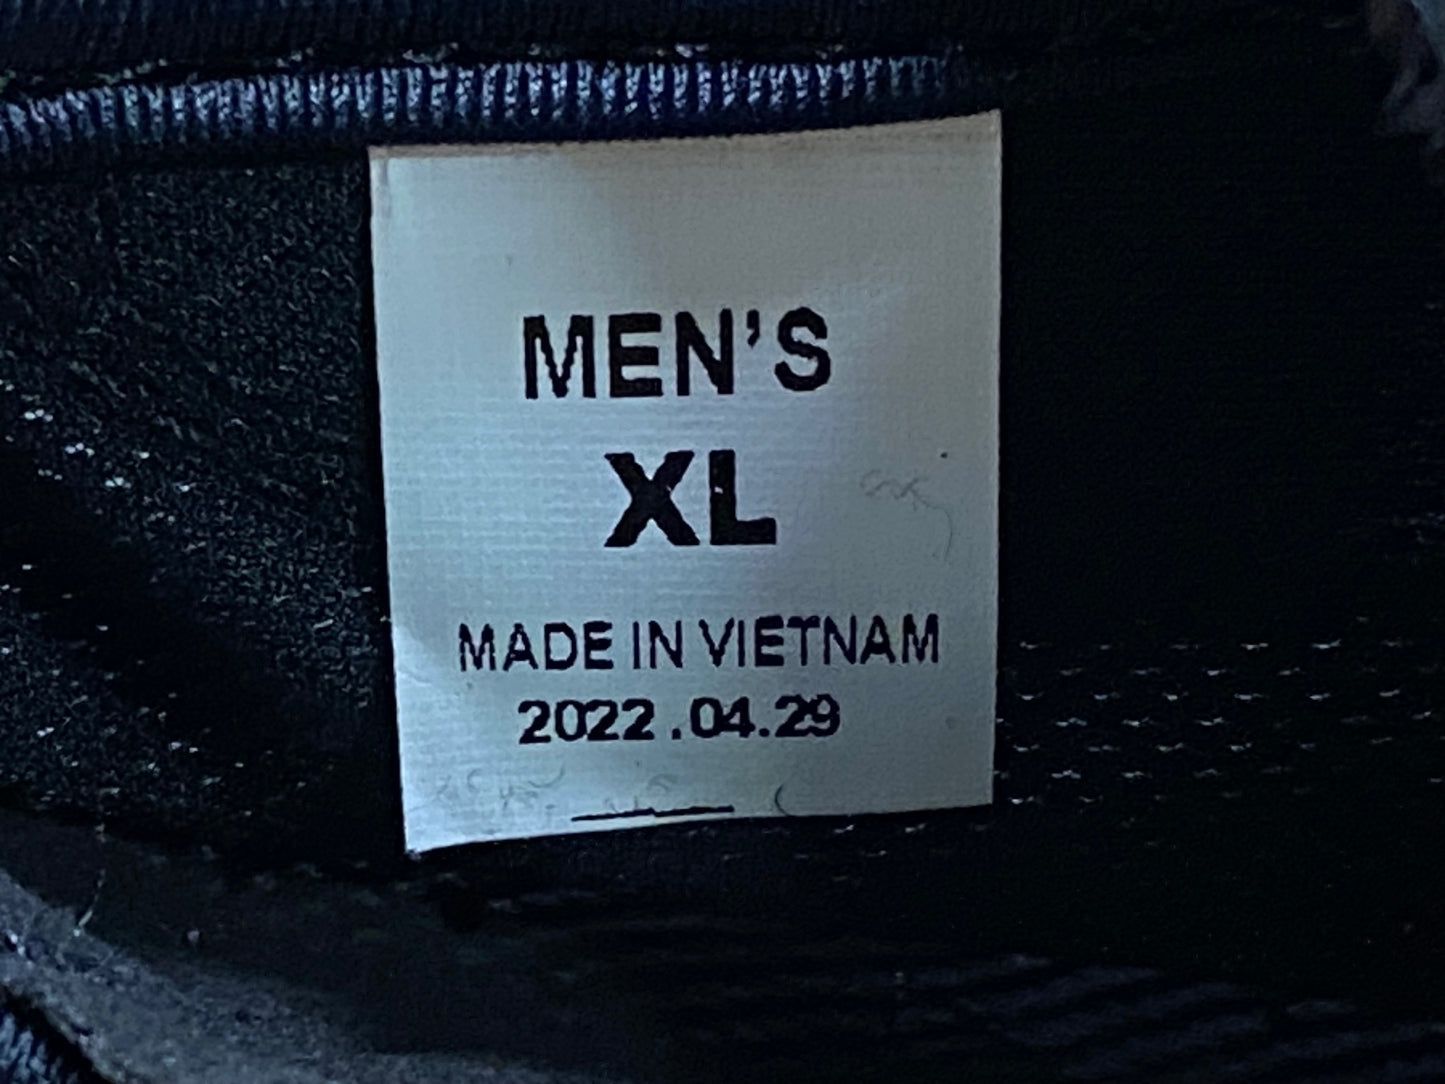 MEN'S
XL
MADE IN VIETNAM
2022.04.29